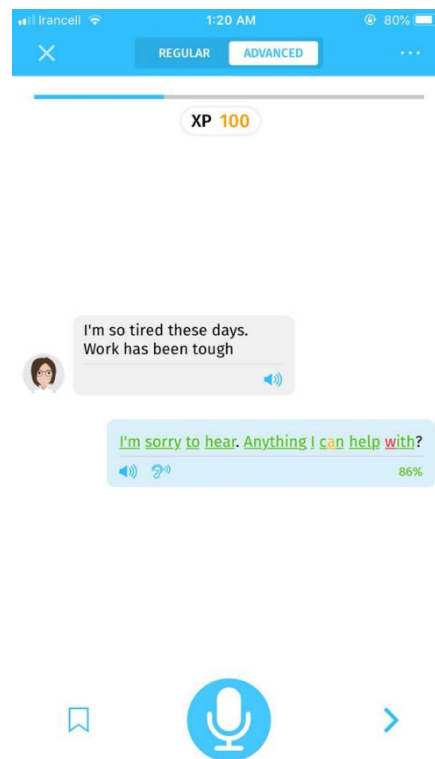 Irancell 1:20 AM 80%
REGULAR ADVANCED
XP 100
I'm so tired these days.
Work has been tough
I'm sorry to hear. Anything I can help with?
86%